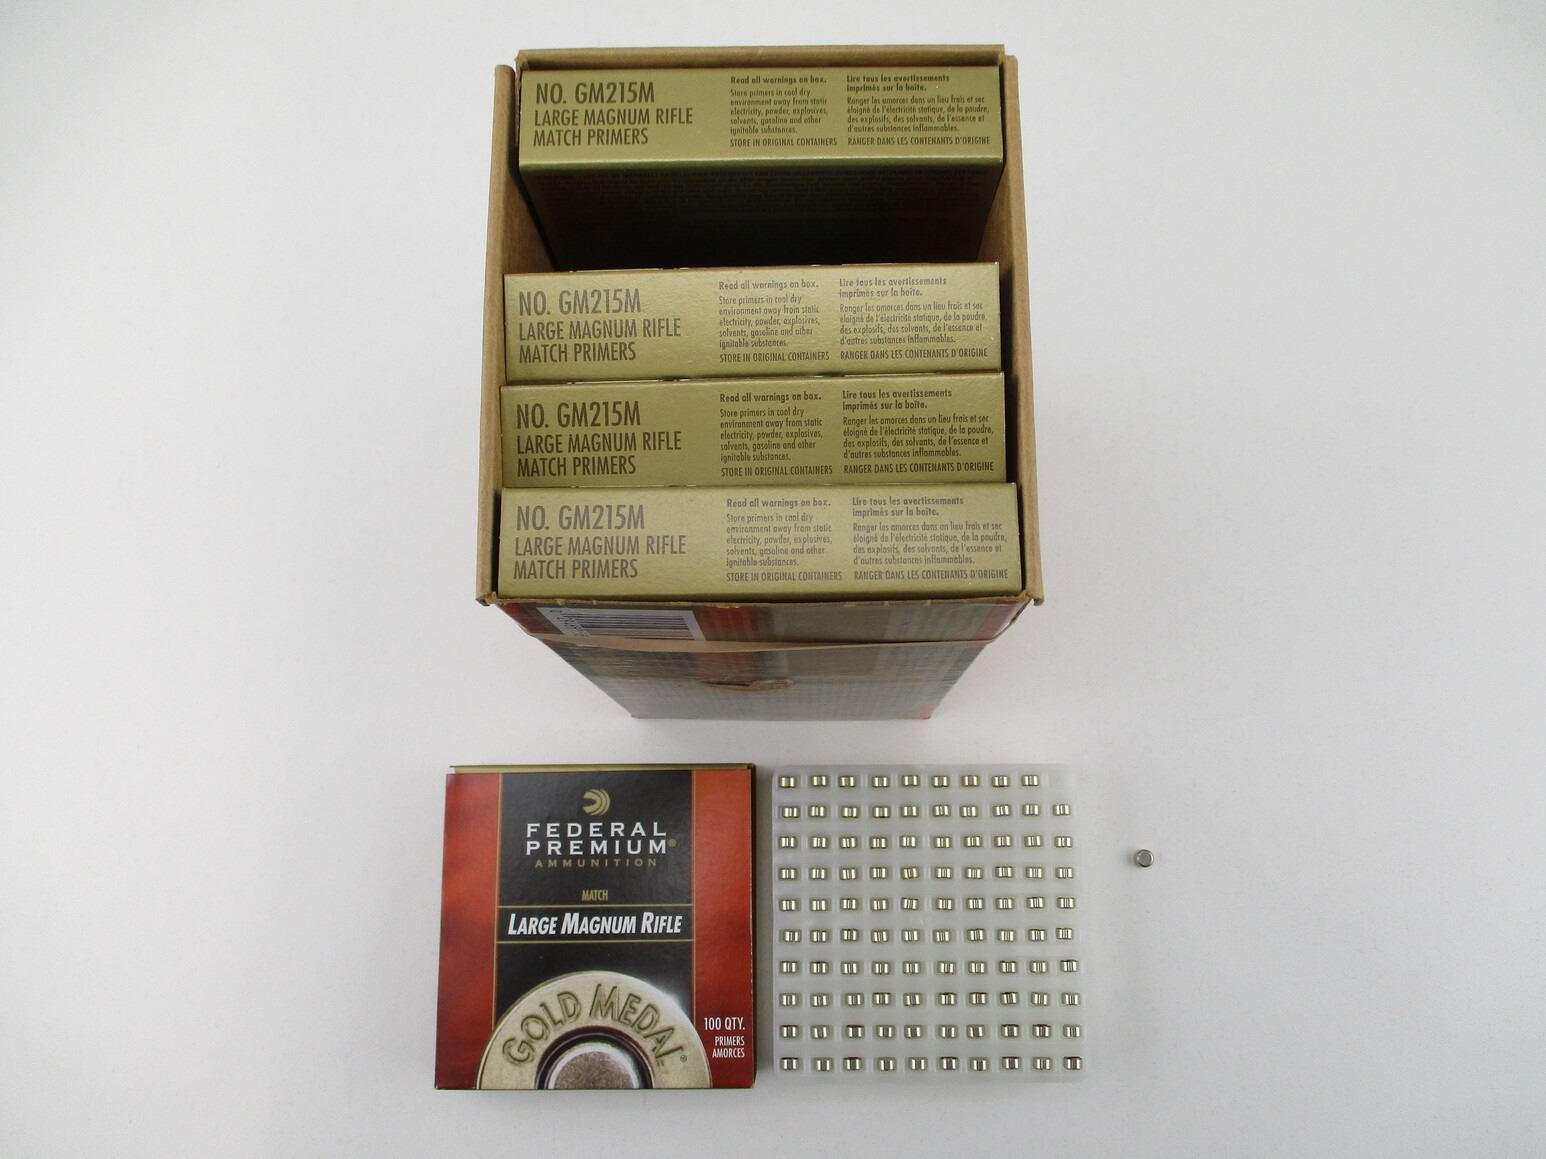 NO. GM215M
LARGE MAGNUM RIFLE
MATCH PRIMERS
Read all warnings on box.
Store primers in cool dry
environment away from static
electricity, powder, explosives,
solvents, gasoline and other
ignitable substances.
STORE IN ORIGINAL CONTAINERS
Lire tous les avertissements
imprimés sur la boîte.
Ranger les amorces dans un lieu frais et sec
éloigné de l'électricité statique, de la poudre,
des explosifs, des solvants, de l'essence et
d'autres substances inflammables.
RANGER DANS LES CONTENANTS D'ORIGINE
NO. GM215M
LARGE MAGNUM RIFLE
MATCH PRIMERS
Read all warnings on box.
Store primers in cool dry
environment away from static
electricity, powder, explosives,
solvents, gasoline and other
ignitable substances.
STORE IN ORIGINAL CONTAINERS
Lire tous les avertissements
imprimés sur la boîte.
Ranger les amorces dans un lieu frais et sec
éloigné de l'électricité statique, de la poudre,
des explosifs, des solvants, de l'essence et
d'autres substances inflammables.
RANGER DANS LES CONTENANTS D'ORIGINE
NO. GM215M
LARGE MAGNUM RIFLE
MATCH PRIMERS
Read all warnings on box.
Store primers in cool dry
environment away from static
electricity, powder, explosives,
solvents, gasoline and other
ignitable substances.
STORE IN ORIGINAL CONTAINERS
Lire tous les avertissements
imprimés sur la boîte.
Ranger les amorces dans un lieu frais et sec
éloigné de l'électricité statique, de la poudre,
des explosifs, des solvants, de l'essence et
d'autres substances inflammables.
RANGER DANS LES CONTENANTS D'ORIGINE
NO. GM215M
LARGE MAGNUM RIFLE
MATCH PRIMERS
Read all warnings on box.
Store primers in cool dry
environment away from static
electricity, powder, explosives,
solvents, gasoline and other
ignitable substances.
STORE IN ORIGINAL CONTAINERS
Lire tous les avertissements
imprimés sur la boîte.
Ranger les amorces dans un lieu frais et sec
éloigné de l'électricité statique, de la poudre,
des explosifs, des solvants, de l'essence et
d'autres substances inflammables.
RANGER DANS LES CONTENANTS D'ORIGINE
FEDERAL
PREMIUM®
AMMUNITION
MATCH
LARGE MAGNUM RIFLE
GOLD MEDAL®
100 QTY.
PRIMERS
AMORCES